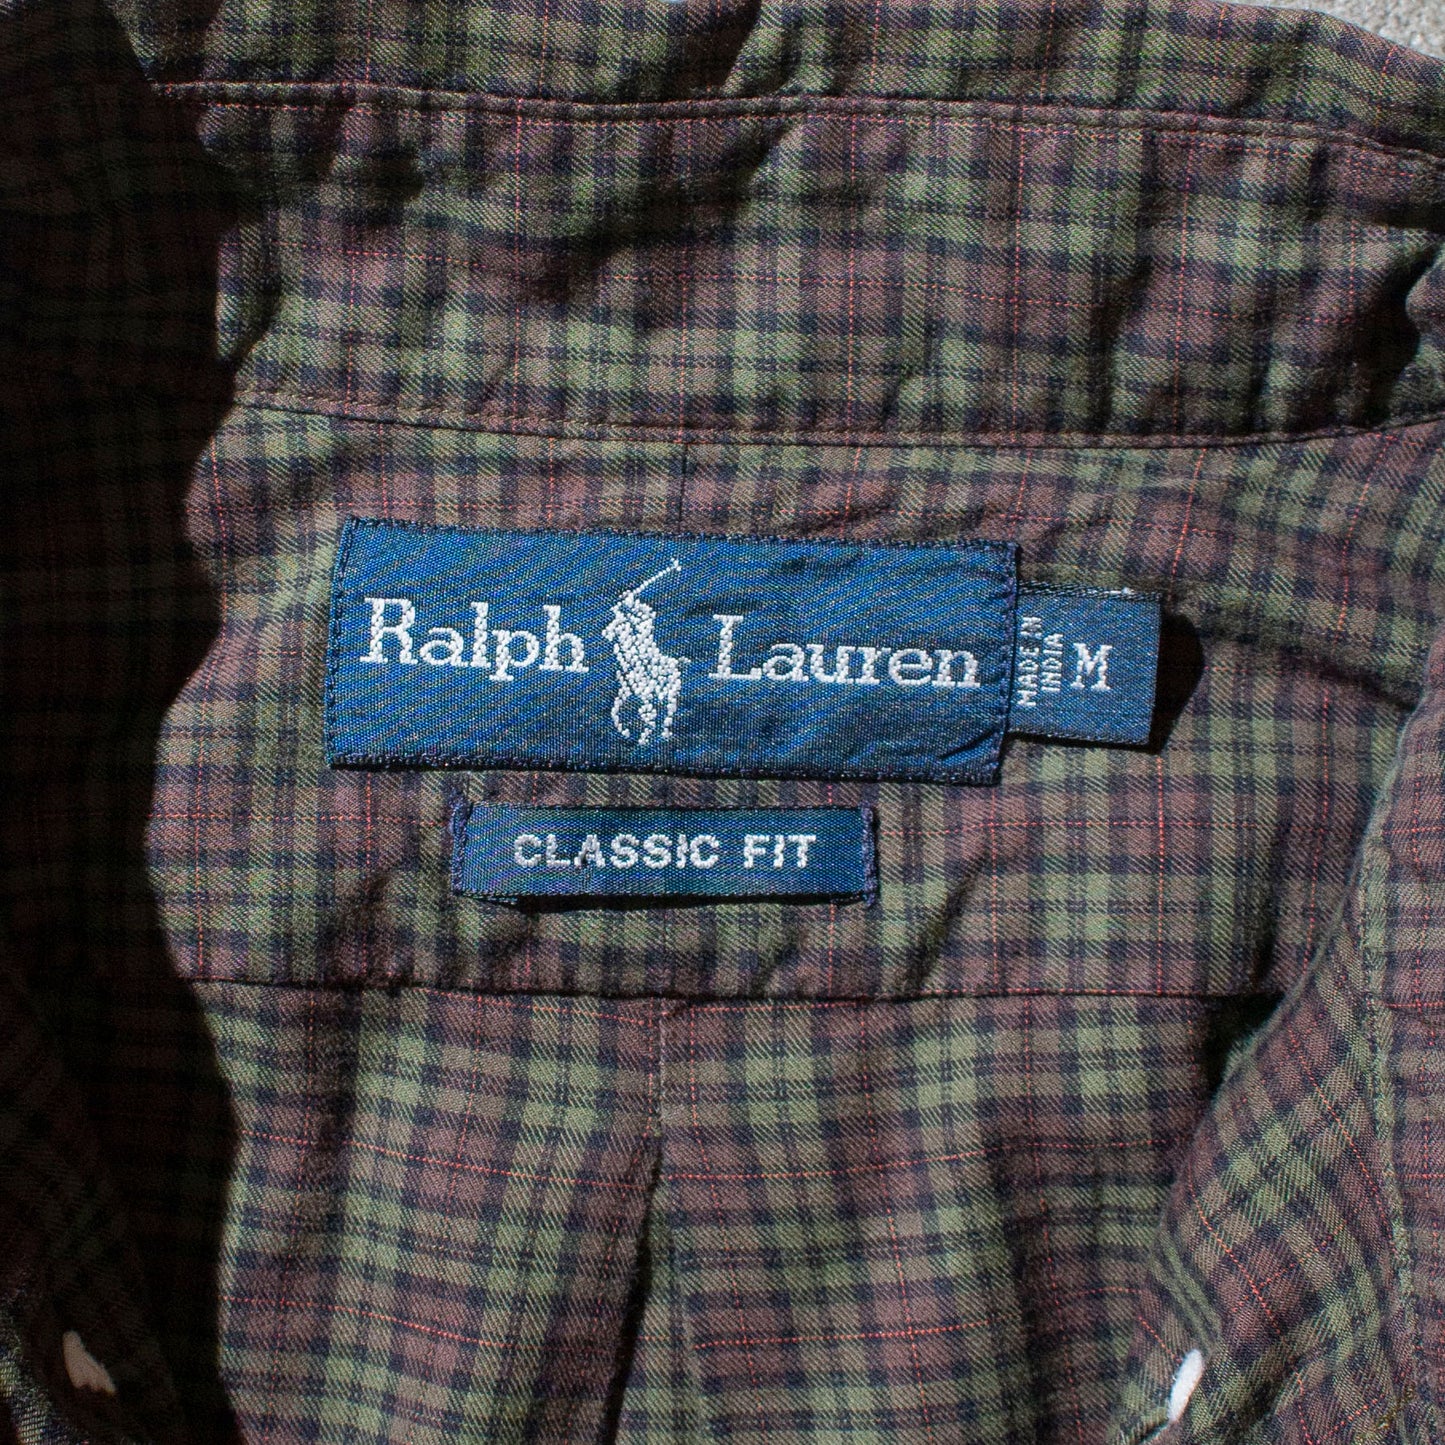 Ralph Lauren
MADE IN
INDIA
M
CLASSIC FIT